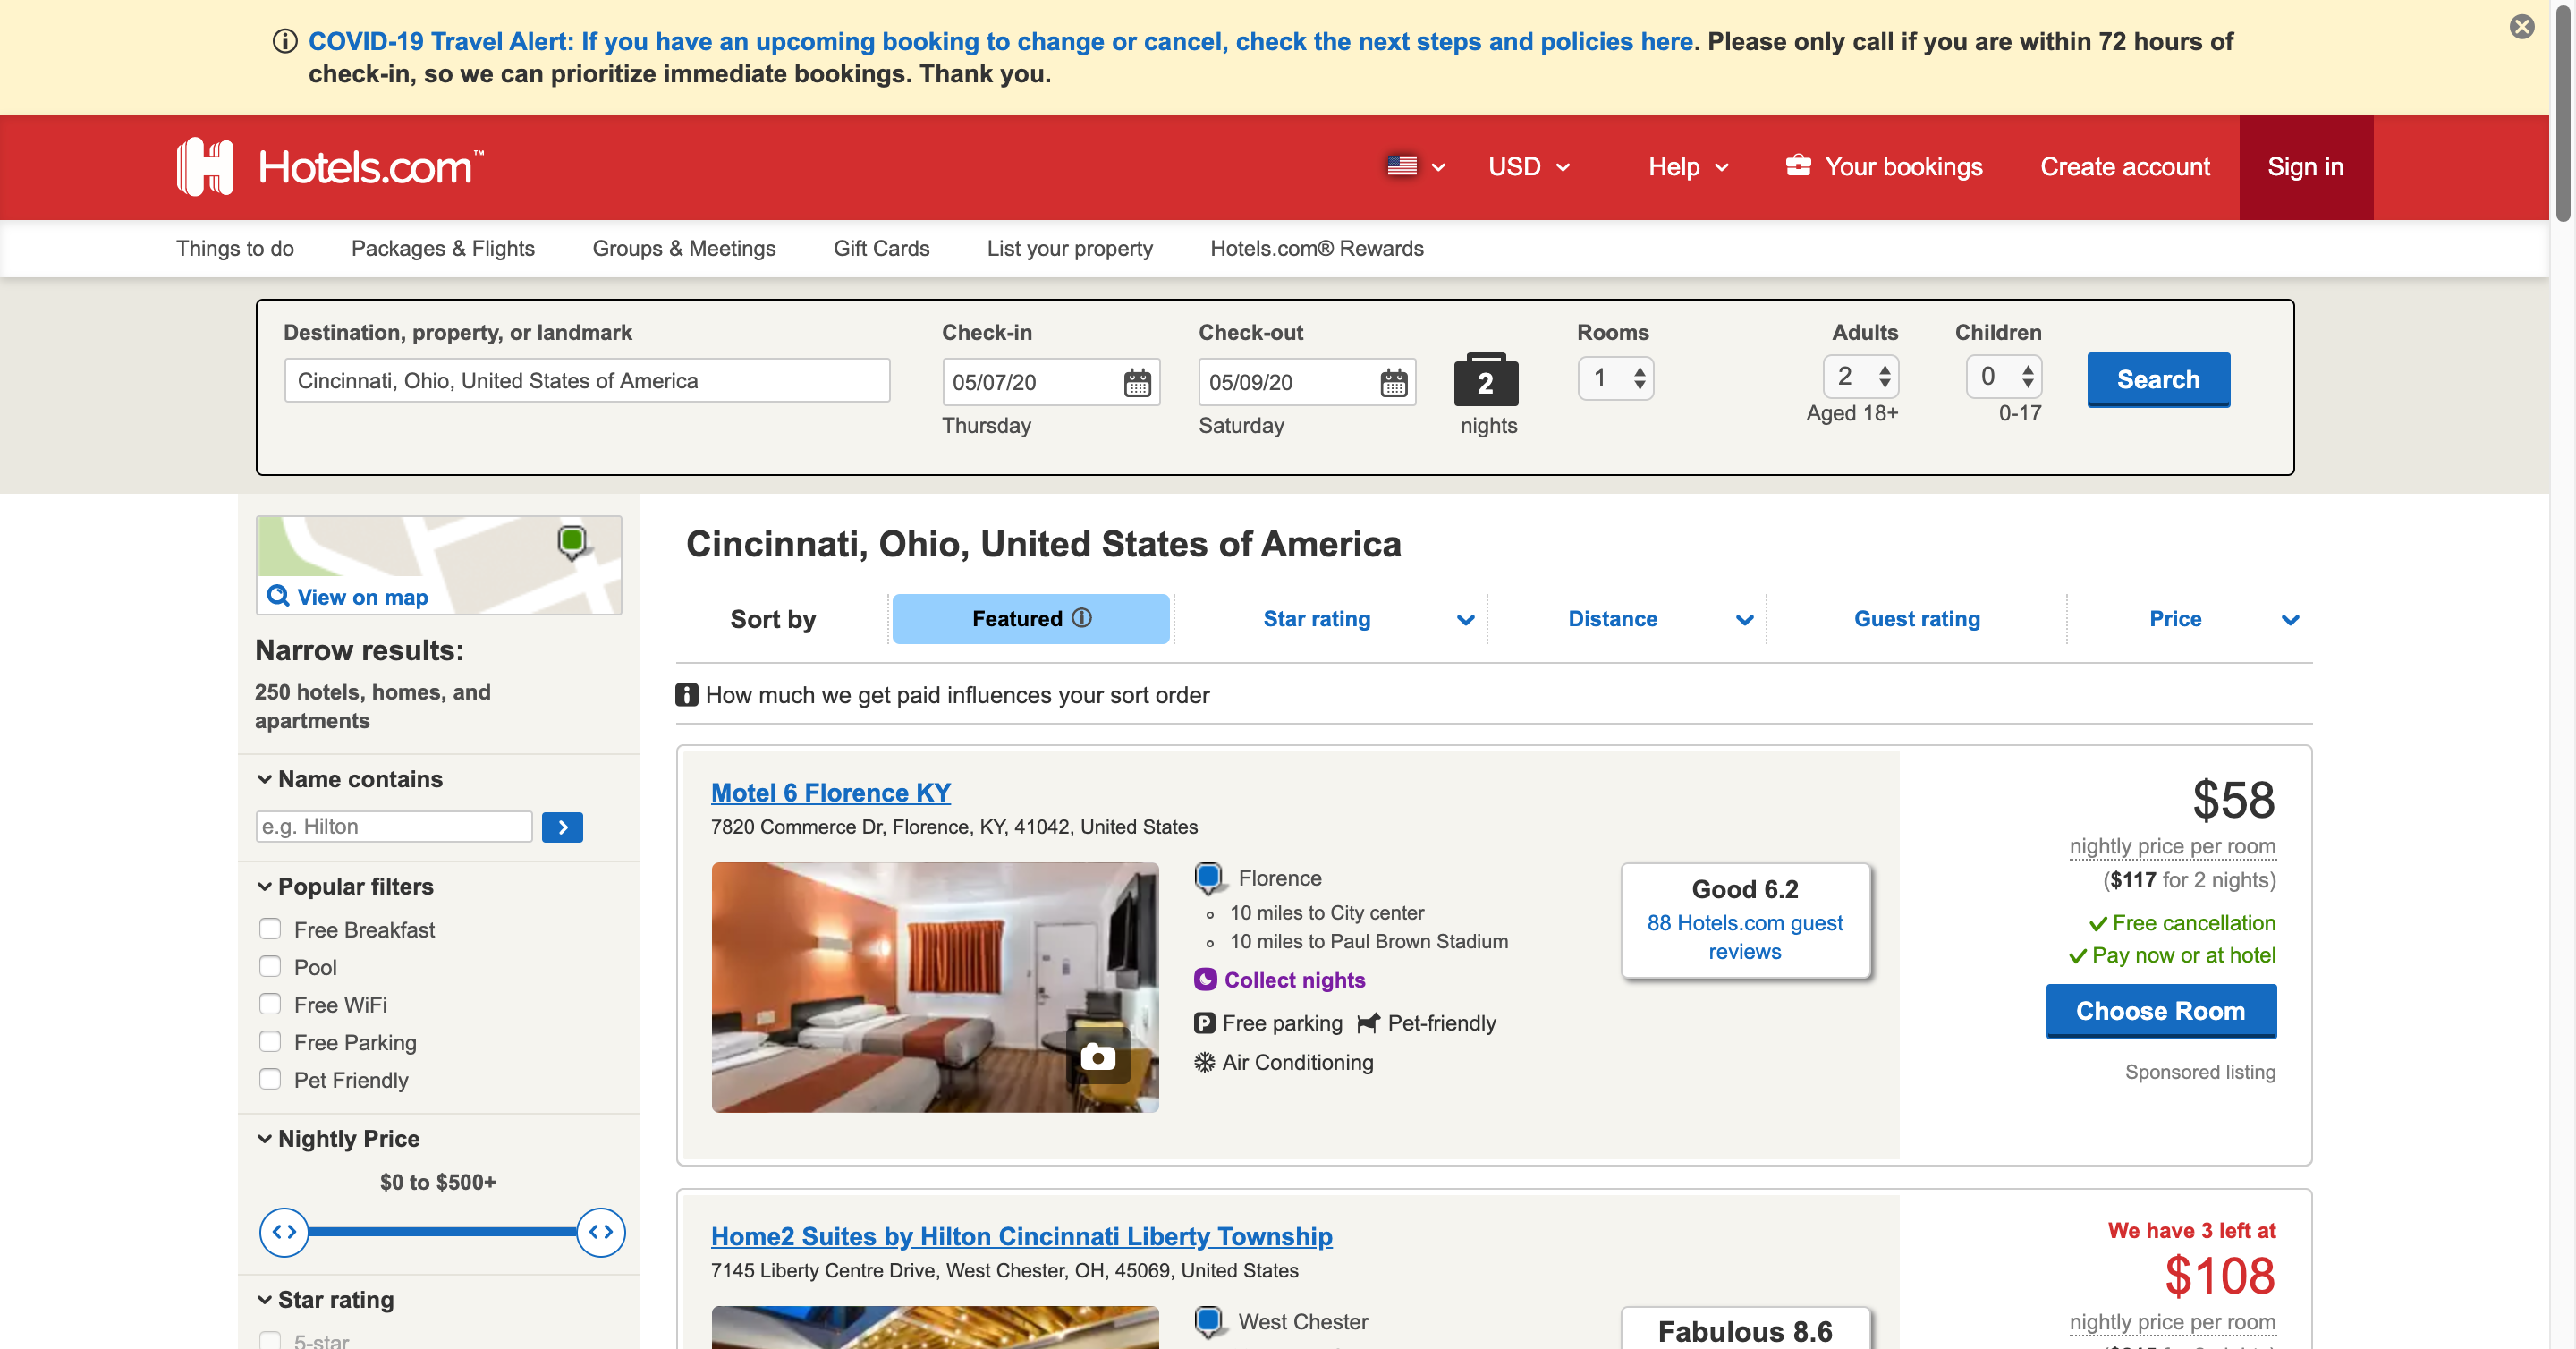 COVID-19 Travel Alert: If you have an upcoming booking to change or cancel, check the next steps and policies here. Please only call if you are within 72 hours of
check-in, so we can prioritize immediate bookings. Thank you.
Hotels.com™
USD
Help
Your bookings
Create account
Sign in
Things to do
Packages & Flights
Groups & Meetings
Gift Cards
List your property
Hotels.com® Rewards
Destination, property, or landmark
Cincinnati, Ohio, United States of America
Check-in
05/07/20
Thursday
Check-out
05/09/20
Saturday
2
nights
Rooms
1
Adults
2
Aged 18+
Children
0
0-17
Search
View on map
Narrow results:
250 hotels, homes, and
apartments
Name contains
e.g. Hilton
Popular filters
Free Breakfast
Pool
Free WiFi
Free Parking
Pet Friendly
Nightly Price
$0 to $500+
Star rating
5-star
Cincinnati, Ohio, United States of America
Sort by
Featured
Star rating
Distance
Guest rating
Price
How much we get paid influences your sort order
Motel 6 Florence KY
7820 Commerce Dr, Florence, KY, 41042, United States
Florence
10 miles to City center
10 miles to Paul Brown Stadium
Collect nights
P Free parking
Pet-friendly
Air Conditioning
Good 6.2
88 Hotels.com guest
reviews
$58
nightly price per room
($117 for 2 nights)
Free cancellation
Pay now or at hotel
Choose Room
Sponsored listing
Home2 Suites by Hilton Cincinnati Liberty Township
7145 Liberty Centre Drive, West Chester, OH, 45069, United States
West Chester
Fabulous 8.6
We have 3 left at
$108
nightly price per room